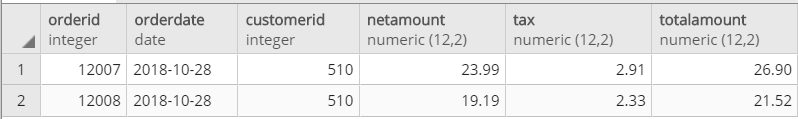 orderid orderdate customerid netamount tax totalamount
integer date integer numeric (12,2) numeric (12,2) numeric (12,2)
1 12007 2018-10-28 510 23.99 2.91 26.90
2 12008 2018-10-28 510 19.19 2.33 21.52